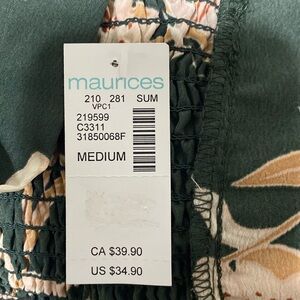 maurices
210 281 SUM
VPC1
219599
C3311
31850068F
MEDIUM
CA $39.90
US $34.90